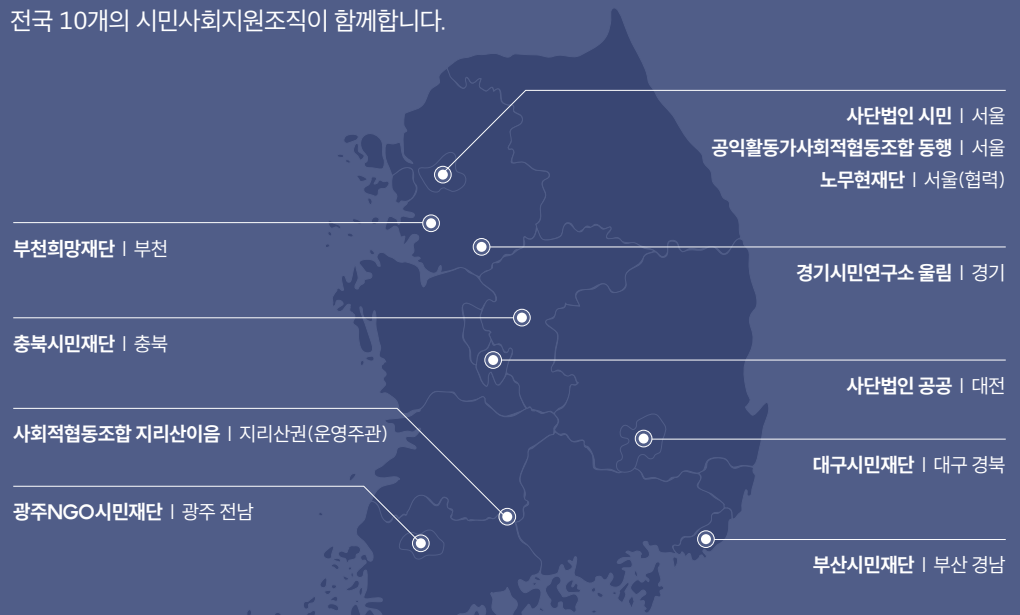 전국 10개의 시민사회지원조직이 함께합니다.
사단법인 시민 | 서울
공익활동가사회적협동조합 동행 | 서울
노무현재단 | 서울(협력)
부천희망재단 | 부천
경기시민연구소 울림 | 경기
충북시민재단 | 충북
사단법인 공공 | 대전
사회적협동조합 지리산이음 | 지리산권(운영주관)
대구시민재단 | 대구 경북
광주NGO시민재단 | 광주 전남
부산시민재단 | 부산 경남